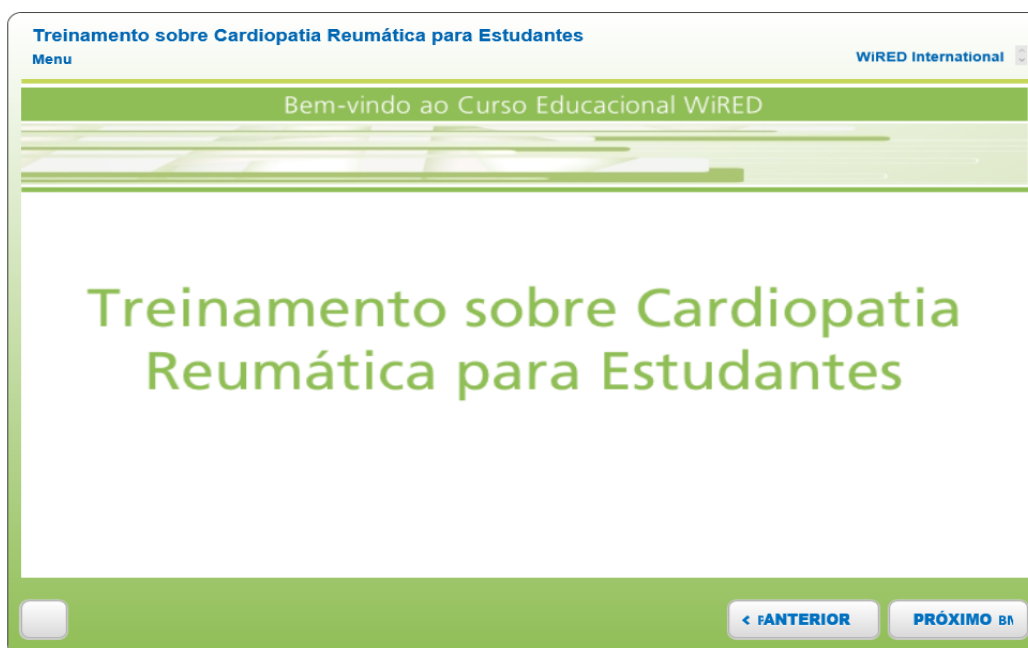 Treinamento sobre Cardiopatia Reumática para Estudantes
Menu
WiRED International
Bem-vindo ao Curso Educacional WiRED
Treinamento sobre Cardiopatia
Reumática para Estudantes
< ANTERIOR
PRÓXIMO